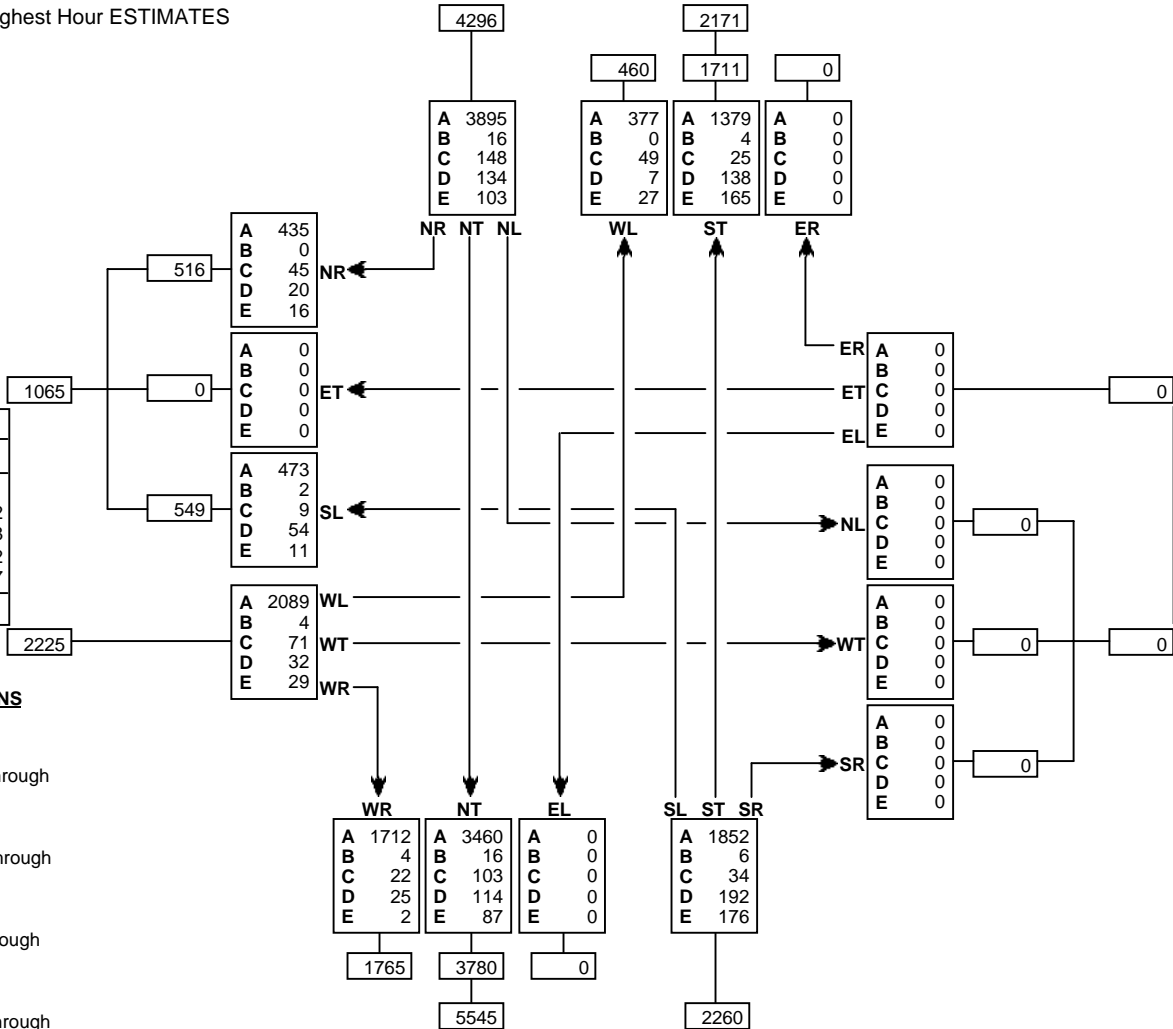 ghest Hour ESTIMATES
4296
2171
460
1711
0
A 3895
B 16
C 148
D 134
E 103
A 377
B 0
C 49
D 7
E 27
A 1379
B 4
C 25
D 138
E 165
A 0
B 0
C 0
D 0
E 0
NR NT NL
WL
ST
ER
516
A 435
B 0
C 45
D 20
E 16
NR
1065
0
A 0
B 0
C 0
D 0
E 0
ET
549
A 473
B 2
C 9
D 54
E 11
SL
2225
A 2089
B 4
C 71
D 32
E 29
WL
WT
WR
ER
ET
EL
A 0
B 0
C 0
D 0
E 0
0
NL
A 0
B 0
C 0
D 0
E 0
0
WT
A 0
B 0
C 0
D 0
E 0
0
0
SR
A 0
B 0
C 0
D 0
E 0
0
NS
rough
rough
ough
rough
WR
NT
EL
SL ST SR
A 1712
B 4
C 22
D 25
E 2
A 3460
B 16
C 103
D 114
E 87
A 0
B 0
C 0
D 0
E 0
A 1852
B 6
C 34
D 192
E 176
1765
3780
0
5545
2260